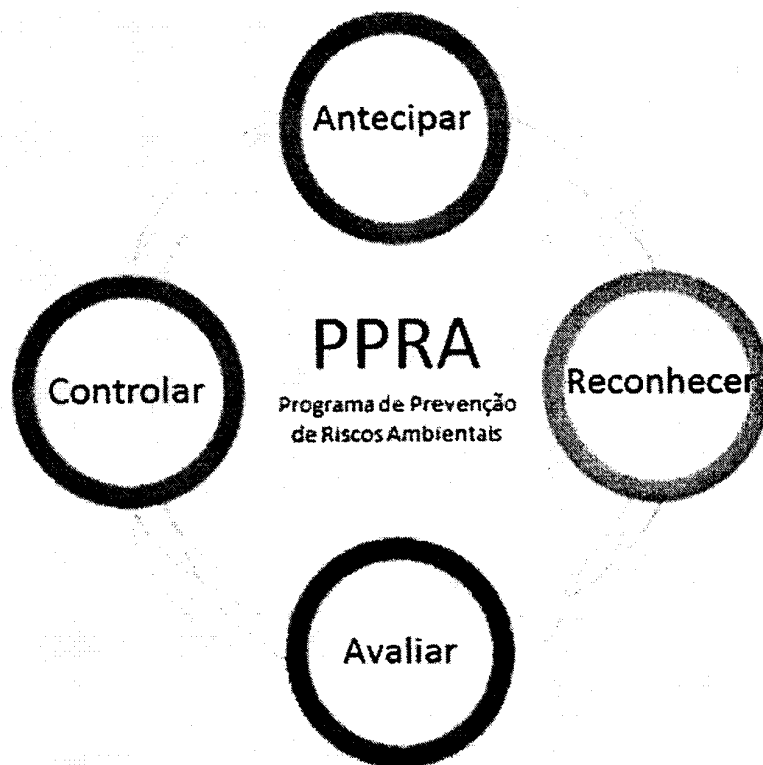 Antecipar
PPRA
Programa de Prevenção
de Riscos Ambientais
Controlar
Reconhecer
Avaliar